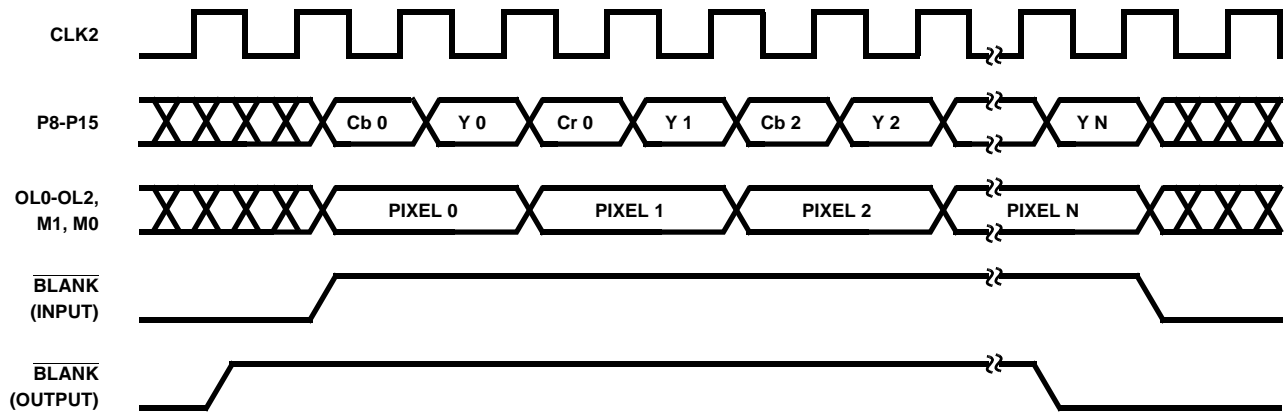 CLK2
P8-P15
Cb 0 Y 0 Cr 0 Y 1 Cb 2 Y 2 Y N
OL0-OL2,
M1, M0
PIXEL 0 PIXEL 1 PIXEL 2 PIXEL N
BLANK
(INPUT)
BLANK
(OUTPUT)